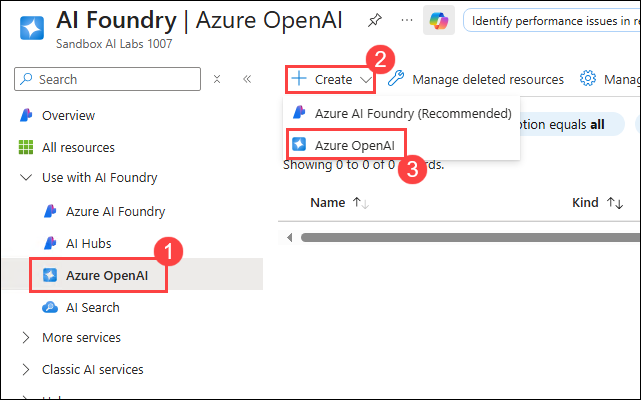 AI Foundry | Azure OpenAI
Sandbox AI Labs 1007
Identify performance issues in r
Search
Overview
All resources
Use with AI Foundry
Azure AI Foundry
AI Hubs
1
Azure OpenAI
AI Search
More services
Classic AI services
2
Create
Manage deleted resources
Manag
Azure AI Foundry (Recommended)
Azure OpenAI
3
ption equals all
Showing 0 to 0 of 0
rds.
Name
Kind